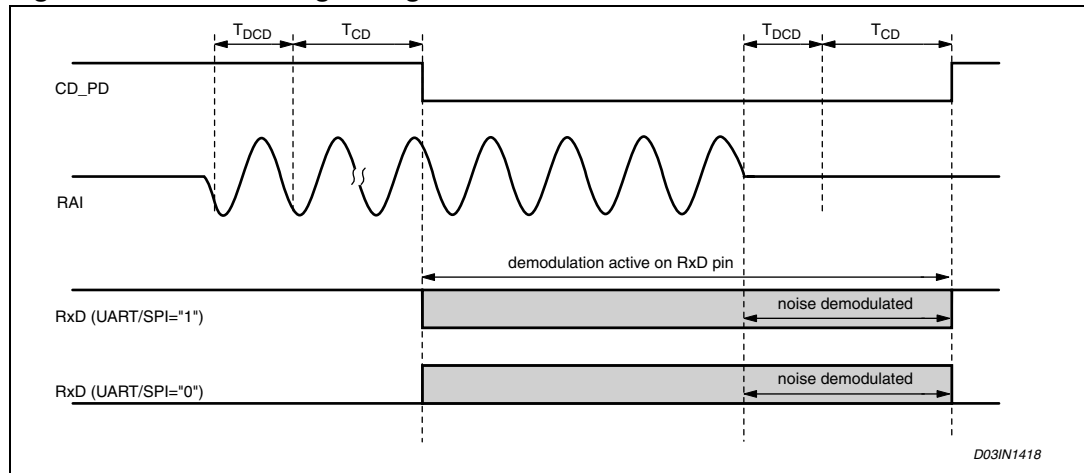 T_DCD T_CD T_DCD T_CD
CD_PD
RAI
demodulation active on RxD pin
noise demodulated
RxD (UART/SPI="1")
noise demodulated
RxD (UART/SPI="0")
D03IN1418